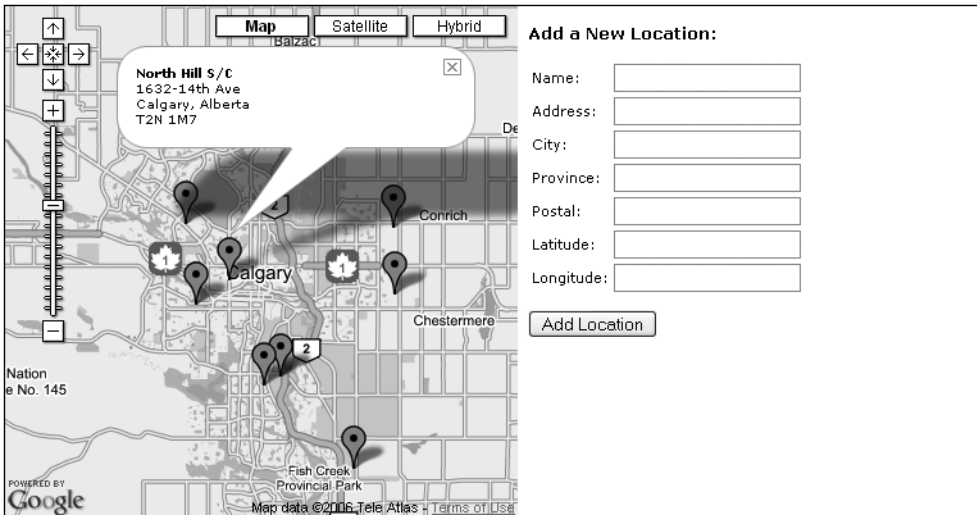 Map Satellite Hybrid
Balzac
North Hill S/C
1632-14th Ave
Calgary, Alberta
T2N 1M7
De
2
Conrich
1
Calgary
1
Chestermere
2
Nation
e No. 145
Fish Creek
Provincial Park
POWERED BY
Google
Map data ©2006 Tele Atlas - Terms of Use
Add a New Location:
Name:
Address:
City:
Province:
Postal:
Latitude:
Longitude:
Add Location